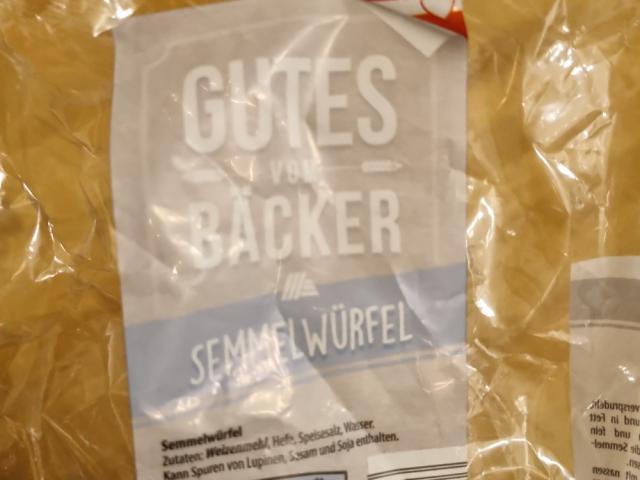 GUTES
VOM
BÄCKER
SEMMELWÜRFEL
Semmelwürfel
Zutaten: Weizenmehl, Hefe, Speisesalz, Wasser.
Kann Spuren von Lupinen, Sesam und Soja enthalten.